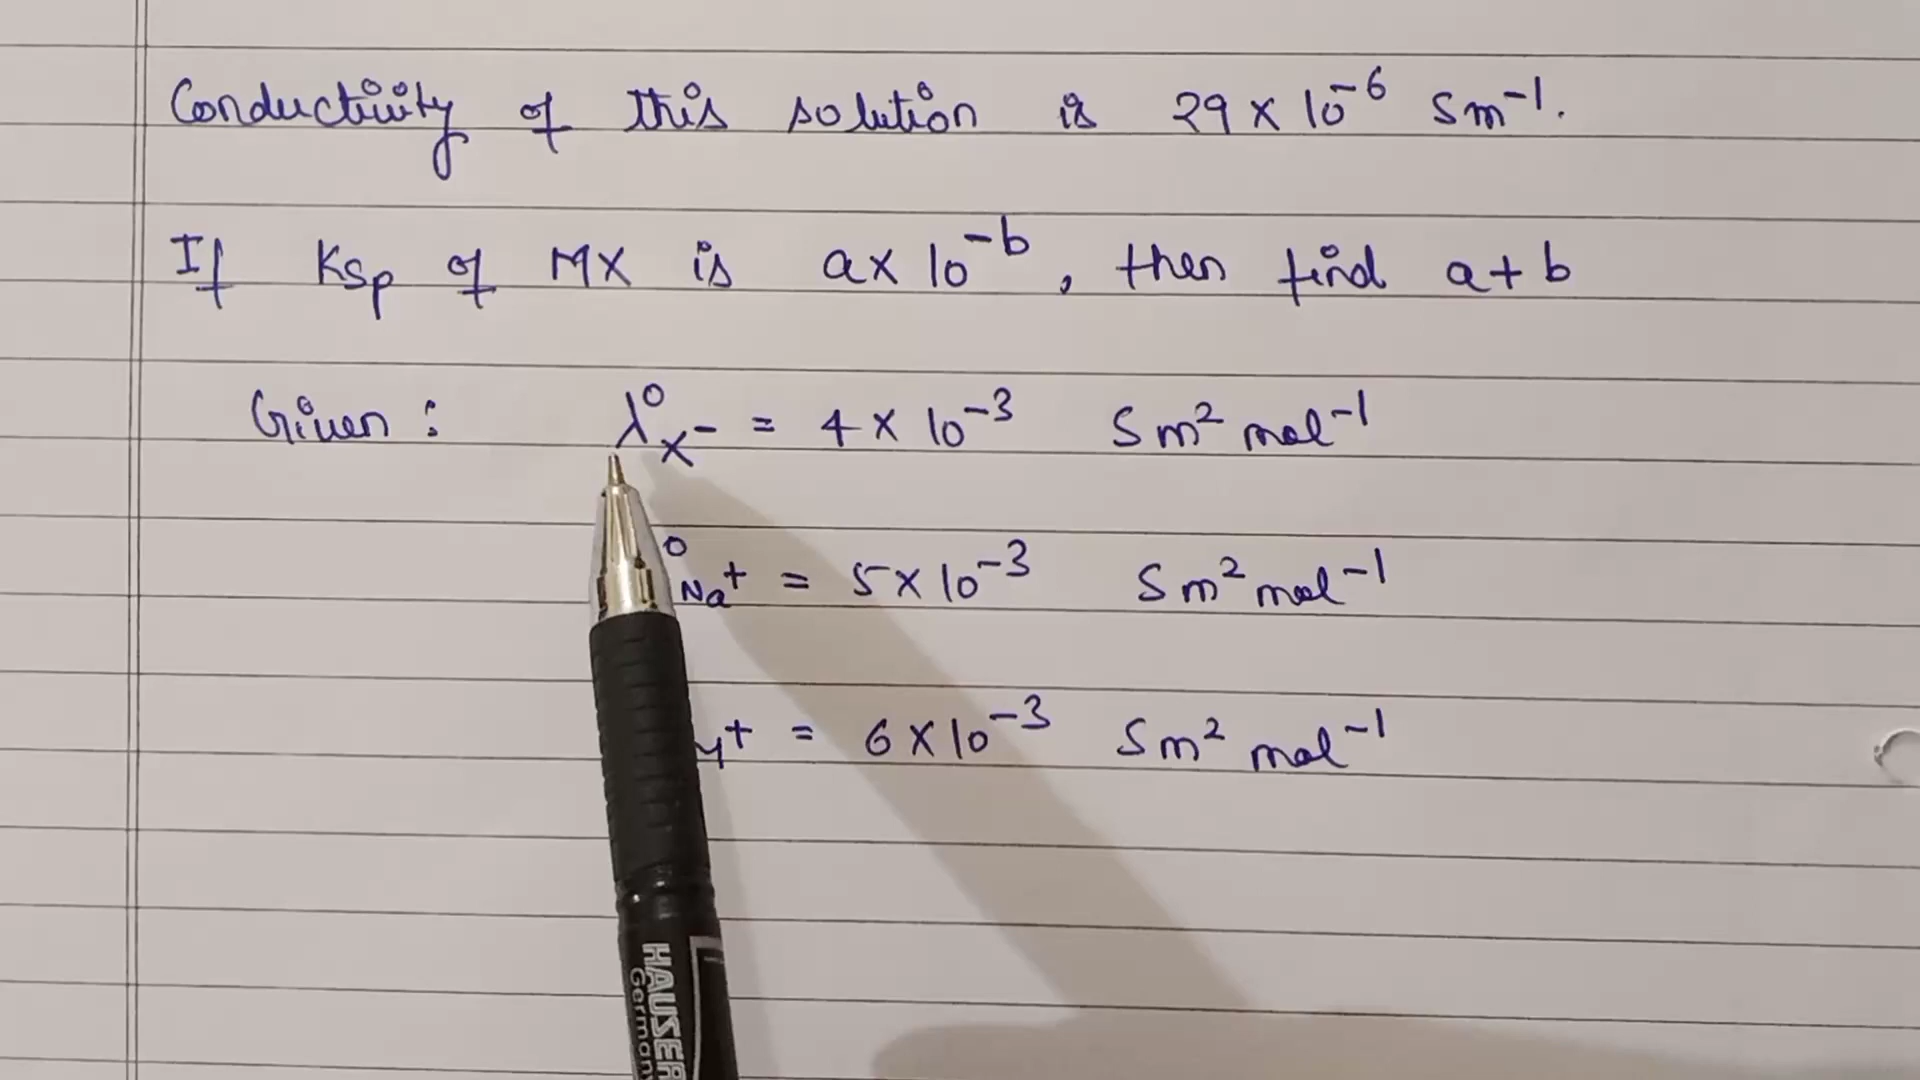 Conductivity of this solution is 29 x 10⁻⁶ Sm⁻¹.
If Ksp of MX is a x 10⁻ᵇ, then find a + b
Given : λ⁰x⁻ = 4 x 10⁻³ Sm² mol⁻¹
⁰Na⁺ = 5 x 10⁻³ Sm² mol⁻¹
⁺ = 6 x 10⁻³ Sm² mol⁻¹
HAUSER
Germany